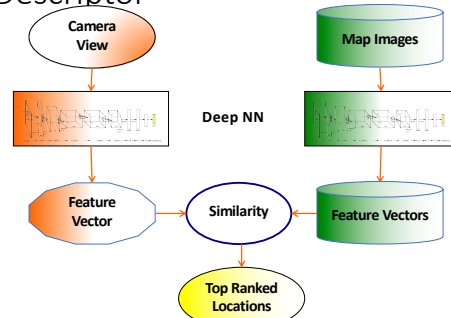 Descriptor
Camera
View
Map Images
Deep NN
Feature
Vector
Similarity
Feature Vectors
Top Ranked
Locations